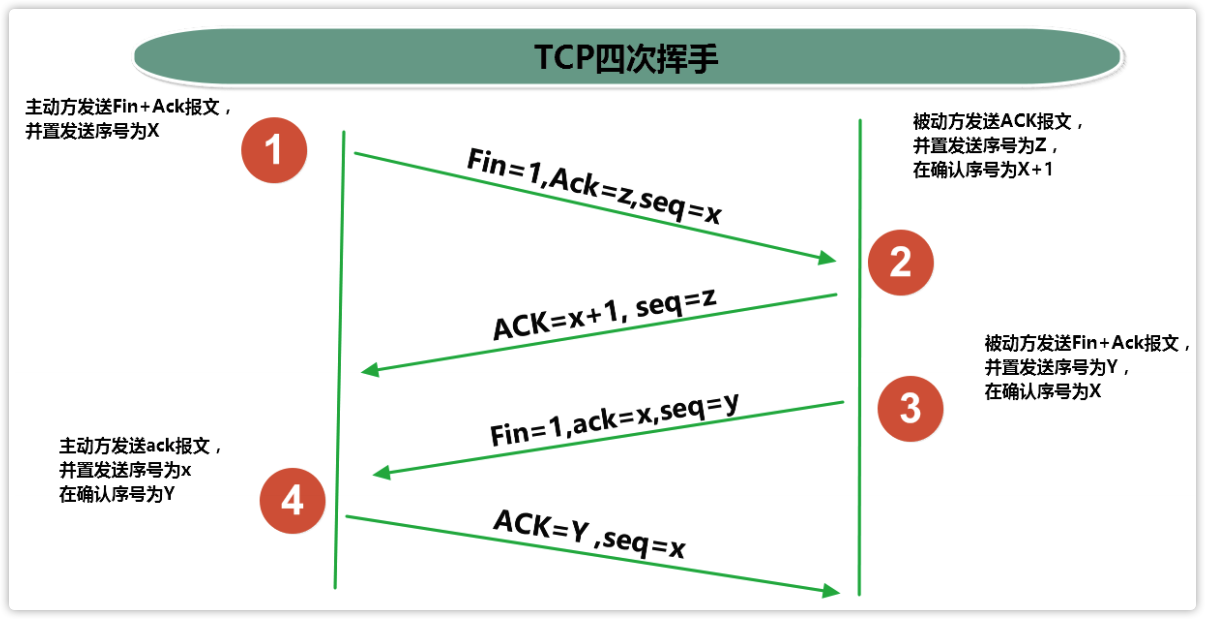 TCP四次挥手
主动方发送Fin+Ack报文，
并置发送序号为X
1
Fin=1,Ack=z,seq=x
被动方发送ACK报文，
并置发送序号为Z，
在确认序号为X+1
2
ACK=x+1, seq=z
被动方发送Fin+Ack报文，
并置发送序号为Y，
在确认序号为X
3
Fin=1,ack=x,seq=y
主动方发送ack报文，
并置发送序号为x
在确认序号为Y
4
ACK=Y ,seq=x